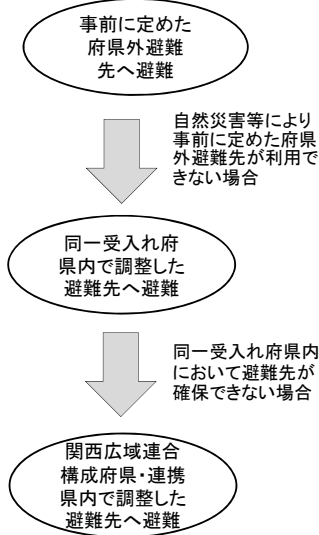 事前に定めた
府県外避難
先へ避難
自然災害等により
事前に定めた府県
外避難先が利用で
きない場合
同一受入れ府
県内で調整した
避難先へ避難
同一受入れ府県内
において避難先が
確保できない場合
関西広域連合
構成府県・連携
県内で調整した
避難先へ避難